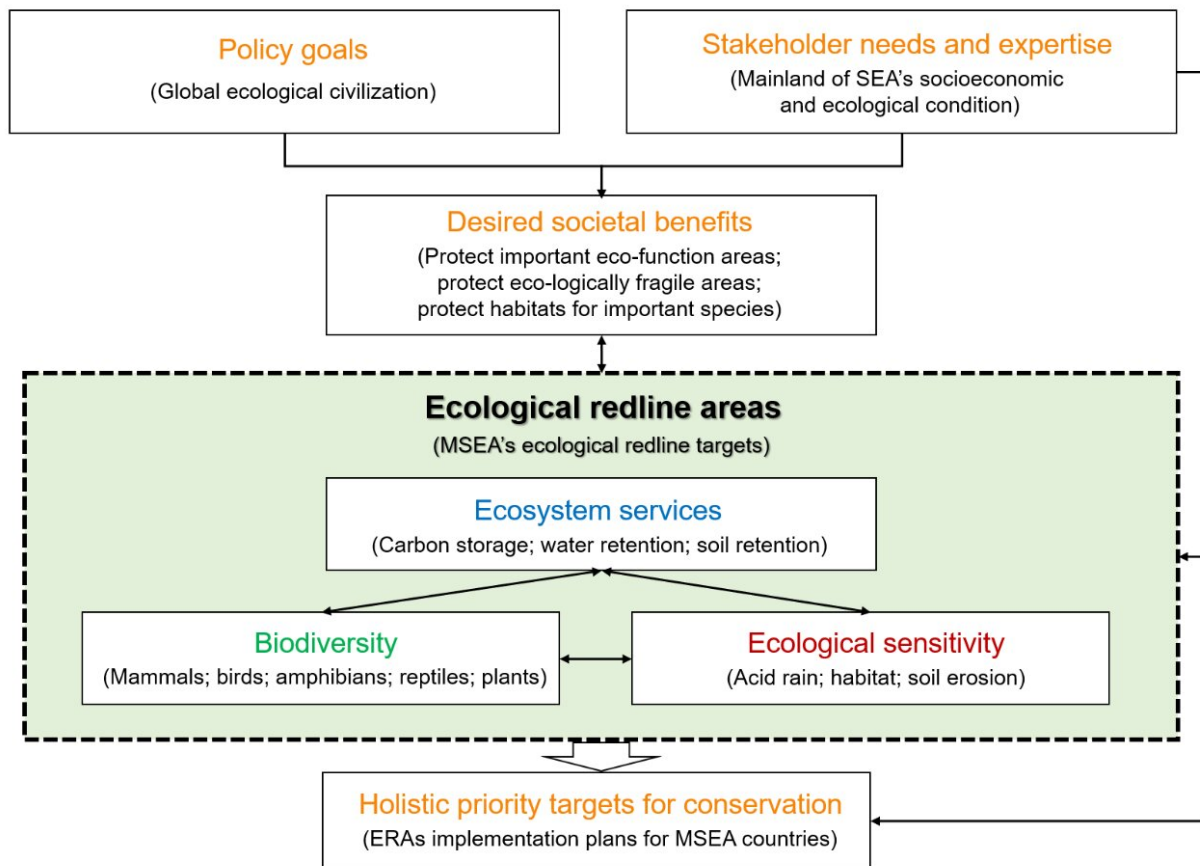 Policy goals
(Global ecological civilization)
Stakeholder needs and expertise
(Mainland of SEA’s socioeconomic
and ecological condition)
Desired societal benefits
(Protect important eco-function areas;
protect eco-logically fragile areas;
protect habitats for important species)
Ecological redline areas
(MSEA’s ecological redline targets)
Ecosystem services
(Carbon storage; water retention; soil retention)
Biodiversity
(Mammals; birds; amphibians; reptiles; plants)
Ecological sensitivity
(Acid rain; habitat; soil erosion)
Holistic priority targets for conservation
(ERAs implementation plans for MSEA countries)